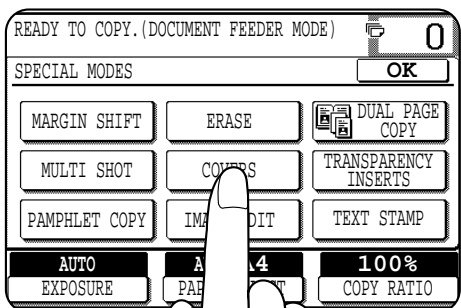 READY TO COPY.(DOCUMENT FEEDER MODE) 0
SPECIAL MODES OK
MARGIN SHIFT ERASE DUAL PAGE
COPY
MULTI SHOT COVERS TRANSPARENCY
INSERTS
PAMPHLET COPY TEXT STAMP
AUTO 100%
EXPOSURE COPY RATIO